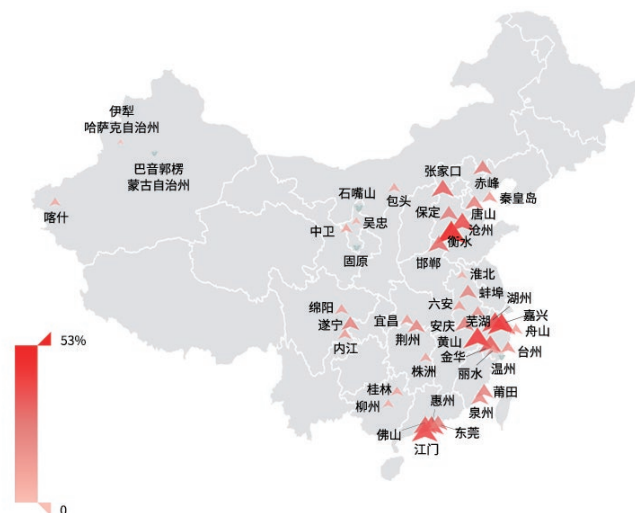 伊犁
哈萨克自治州
巴音郭楞
蒙古自治州
喀什
石嘴山
包头
张家口
赤峰
秦皇岛
保定
唐山
沧州
吴忠
中卫
衡水
固原
邯郸
淮北
蚌埠
湖州
六安
绵阳
宜昌
安庆
芜湖
嘉兴
遂宁
荆州
黄山
舟山
内江
金华
台州
株洲
丽水
温州
桂林
惠州
莆田
柳州
泉州
佛山
东莞
江门
53%
0